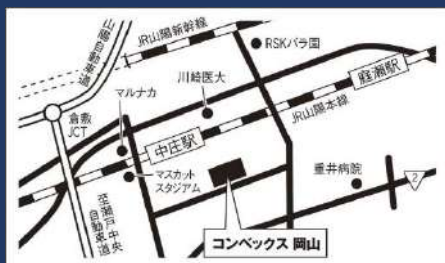 山陽自動車道
JR山陽新幹線
RSKバラ園
川崎医大
庭瀬駅
マルナカ
倉敷
JCT
JR山陽本線
中庄駅
マスカット
スタジアム
重井病院
2
至瀬戸中央
自動車道
コンベックス 岡山